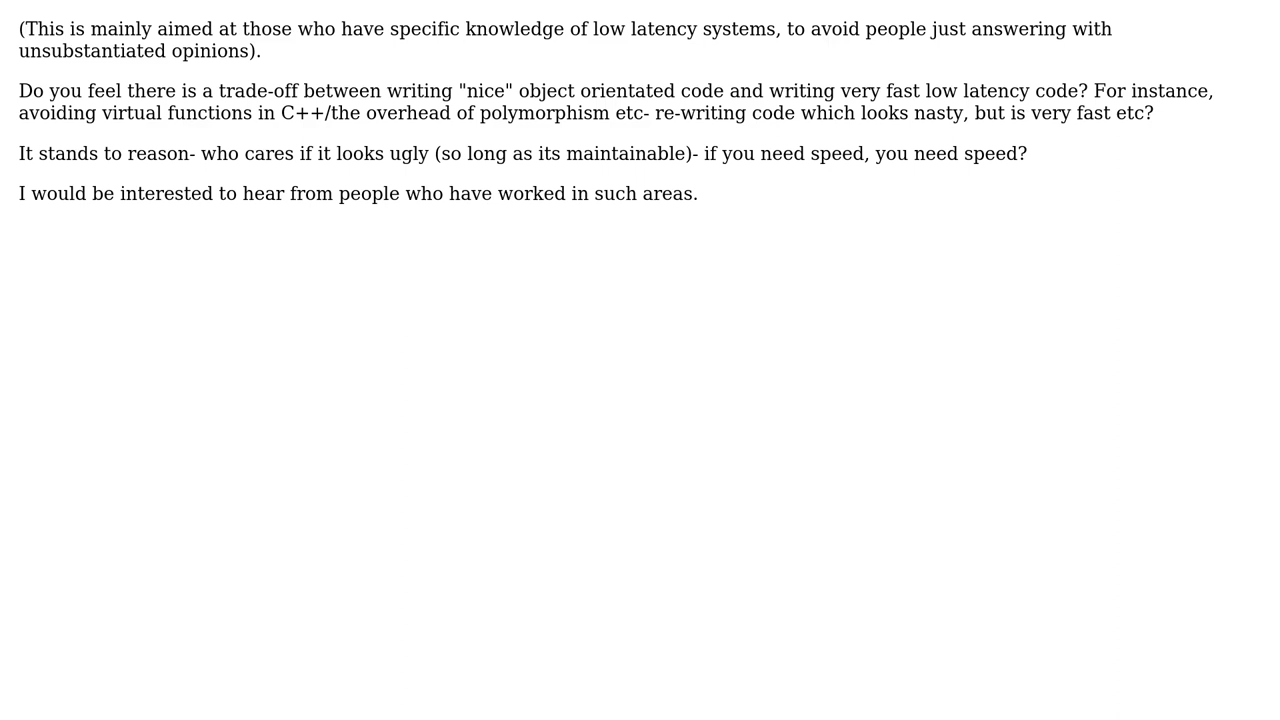 (This is mainly aimed at those who have specific knowledge of low latency systems, to avoid people just answering with
unsubstantiated opinions).
Do you feel there is a trade-off between writing "nice" object orientated code and writing very fast low latency code? For instance,
avoiding virtual functions in C++/the overhead of polymorphism etc- re-writing code which looks nasty, but is very fast etc?
It stands to reason- who cares if it looks ugly (so long as its maintainable)- if you need speed, you need speed?
I would be interested to hear from people who have worked in such areas.